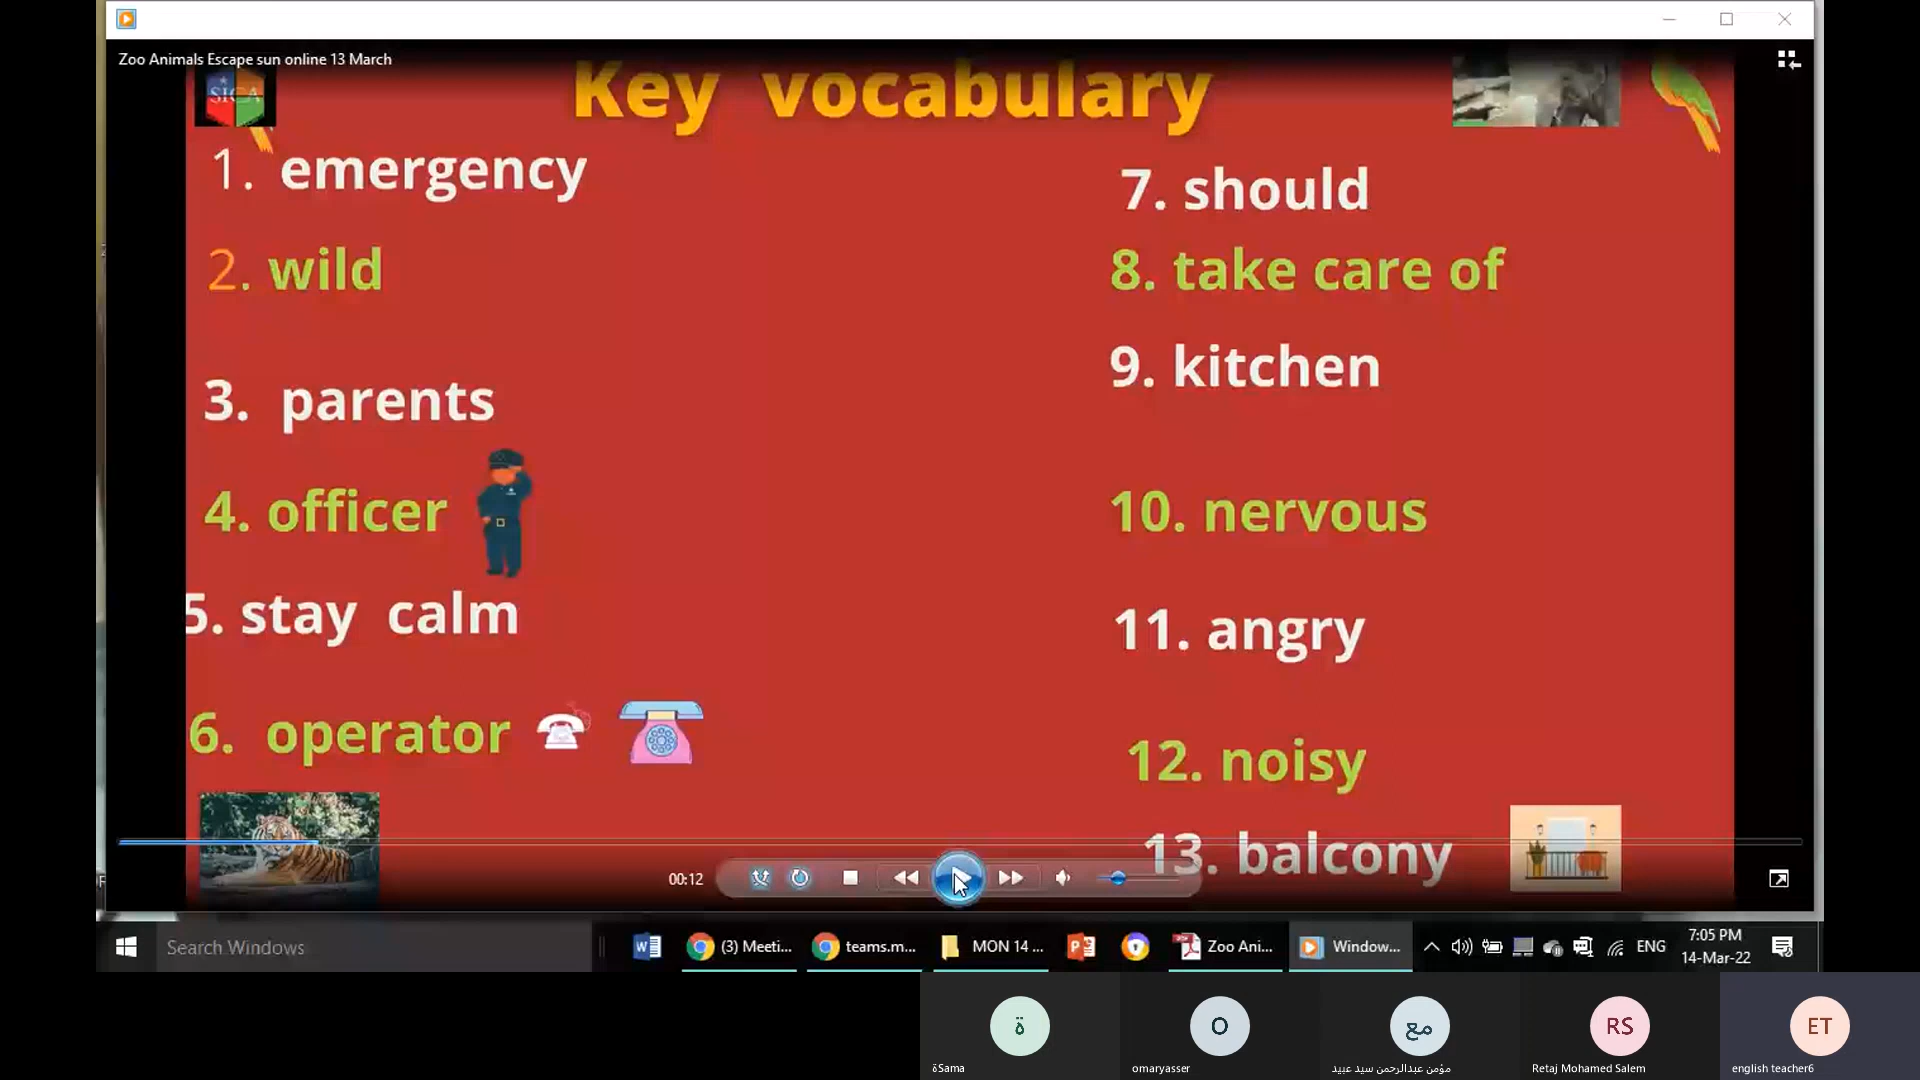 Zoo Animals Escape sun online 13 March
SICA
Key vocabulary
1. emergency
2. wild
3. parents
4. officer
5. stay calm
6. operator
7. should
8. take care of
9. kitchen
10. nervous
11. angry
12. noisy
13. balcony
00:12
Search Windows
(3) Meeti...
teams.m...
MON 14 ...
Zoo Ani...
Window...
ENG
7:05 PM
14-Mar-22
ة
O
مع
RS
ET
ةSama
omaryasser
مؤمن عبدالرحمن سيد عبيد
Retaj Mohamed Salem
english teacher6